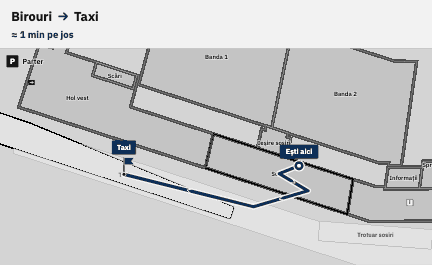 Birouri → Taxi
≈ 1 min pe jos
P Parter
Banda 1
Scări
Banda 2
Hol vest
Ieșire sosiri
Taxi
Ești aici
Informații
Trotuar sosiri